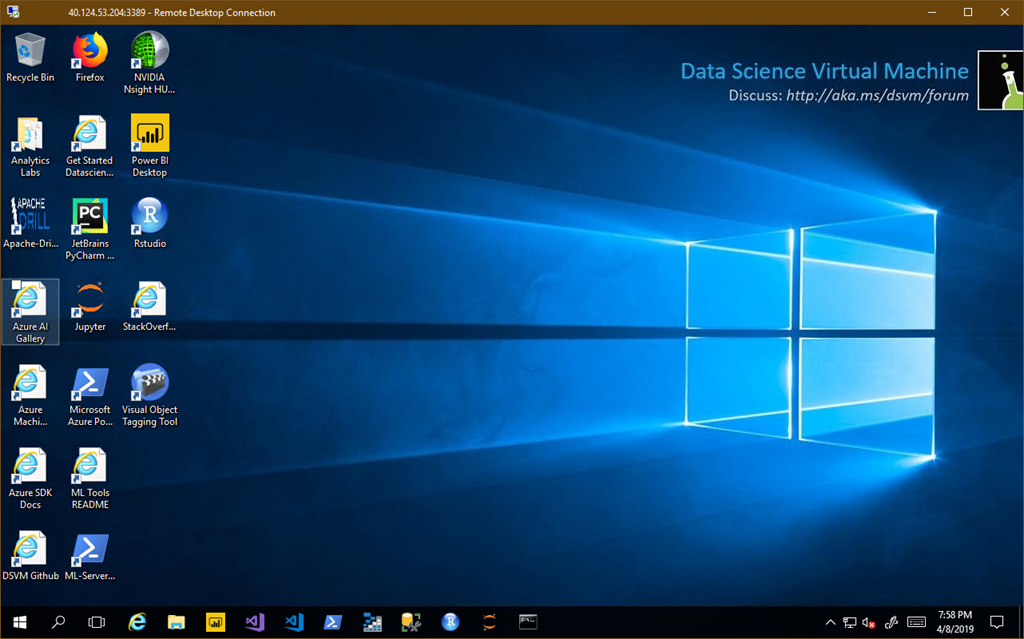 40.124.53.204:3389 - Remote Desktop Connection
Data Science Virtual Machine
Discuss: http://aka.ms/dsvm/forum
Recycle Bin
Firefox
NVIDIA
Nsight HU...
Analytics
Labs
Get Started
Datascien...
Power BI
Desktop
APACHE
DRILL
Apache-Dri...
PC
JetBrains
PyCharm ...
R
Rstudio
Azure AI
Gallery
Jupyter
StackOverf...
Azure
Machi...
Microsoft
Azure Po...
Visual Object
Tagging Tool
Azure SDK
Docs
ML Tools
README
DSVM Github
ML-Server...
R
7:58 PM
4/8/2019